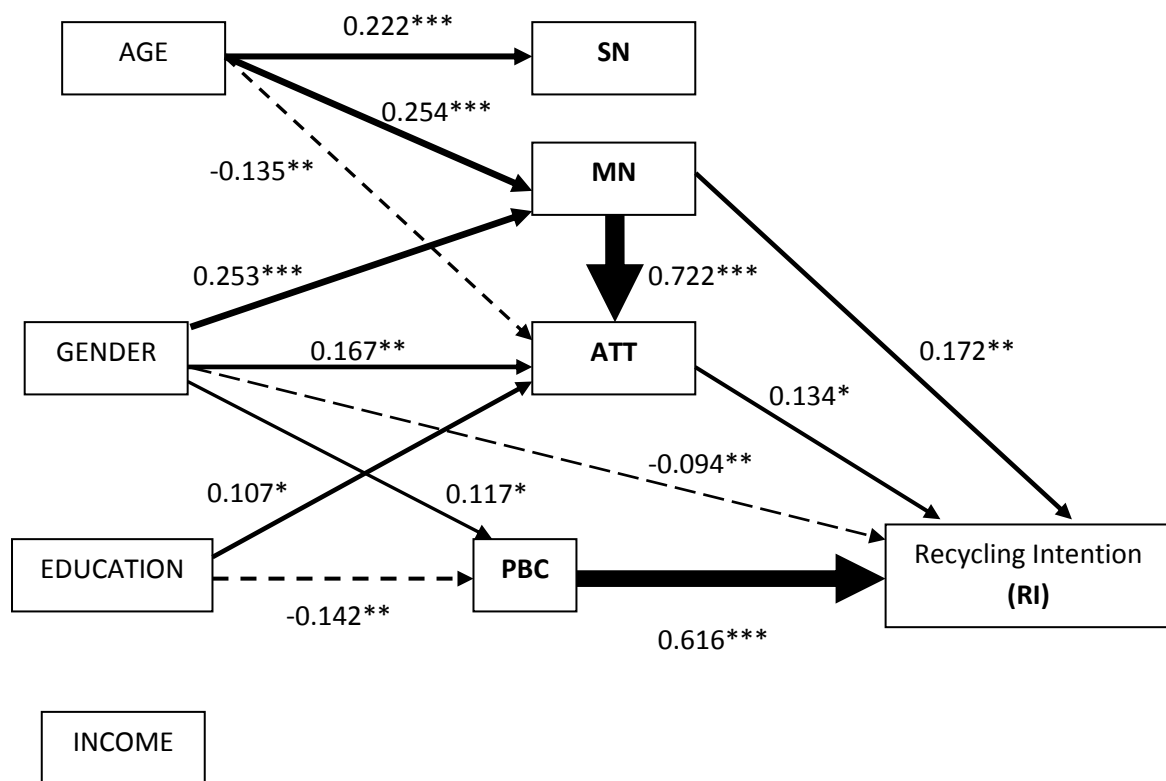 0.222***
AGE
SN
0.254***
-0.135**
MN
0.253***
0.722***
GENDER
0.167**
ATT
0.172**
0.134*
-0.094**
0.107*
0.117*
EDUCATION
PBC
Recycling Intention
(RI)
-0.142**
0.616***
INCOME